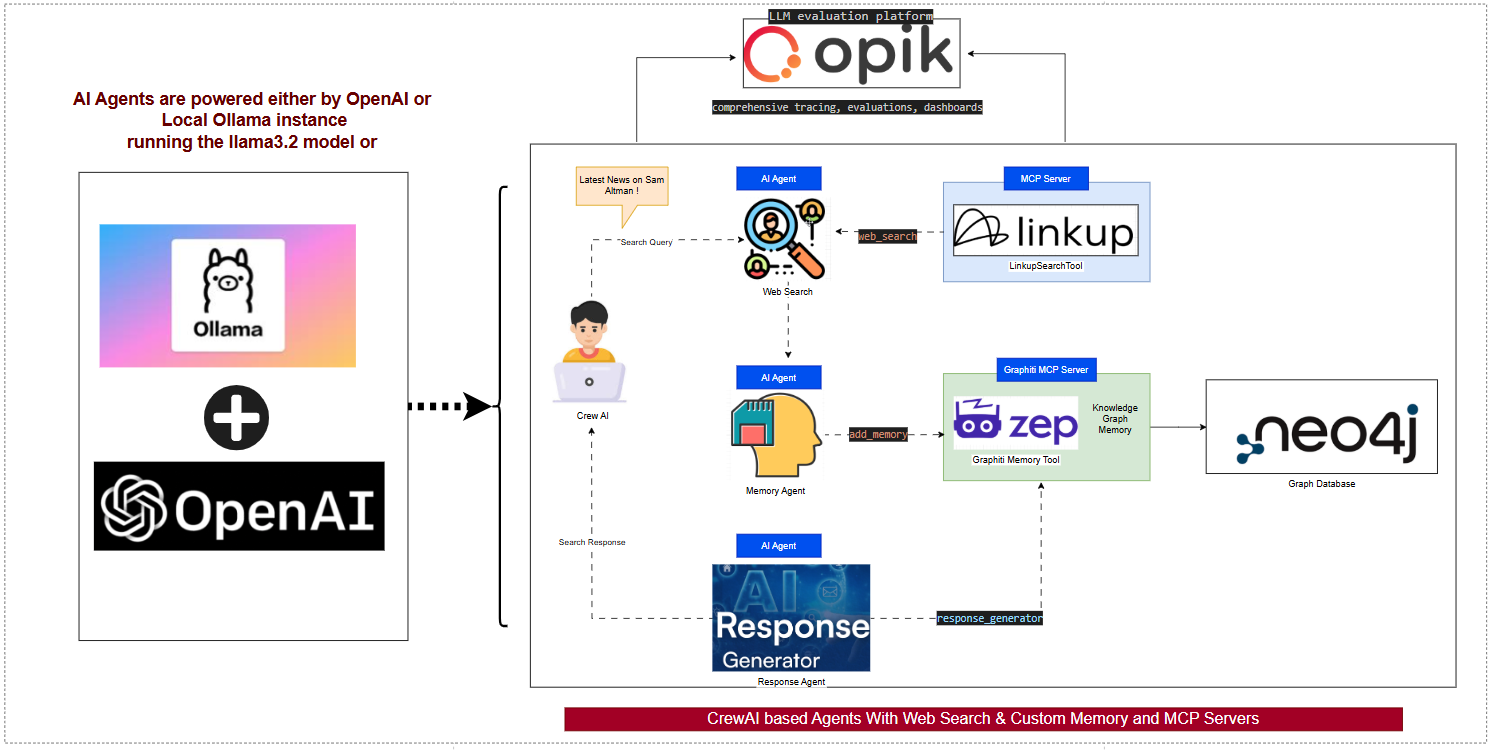 LLM evaluation platform
opik
comprehensive tracing, evaluations, dashboards
AI Agents are powered either by OpenAI or
Local Ollama instance
running the llama3.2 model or
Ollama
OpenAI
Latest News on Sam
Altman !
Search Query
Crew AI
Search Response
AI Agent
Web Search
web_search
MCP Server
linkup
LinkupSearchTool
AI Agent
Memory Agent
add_memory
Graphiti MCP Server
zep
Graphiti Memory Tool
Knowledge
Graph
Memory
neo4j
Graph Database
AI Agent
AI
Response
Generator
Response Agent
response_generator
CrewAI based Agents With Web Search & Custom Memory and MCP Servers